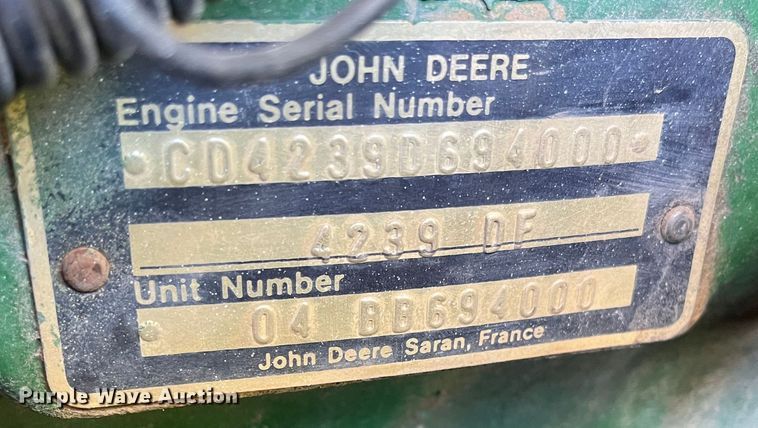 JOHN DEERE
Engine Serial Number
CD4239D694000
4239 DF
Unit Number
04 BB694000
John Deere Saran, France
Purple Wave Auction